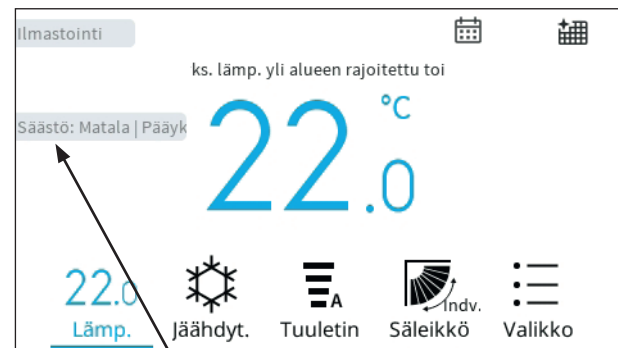 Ilmastointi
ks. lämp. yli alueen rajoitettu toi
22.0 °C
Säästö: Matala | Pääyk
22.0
A
Indv.
Lämp. Jäähdyt. Tuuletin Säleikkö Valikko